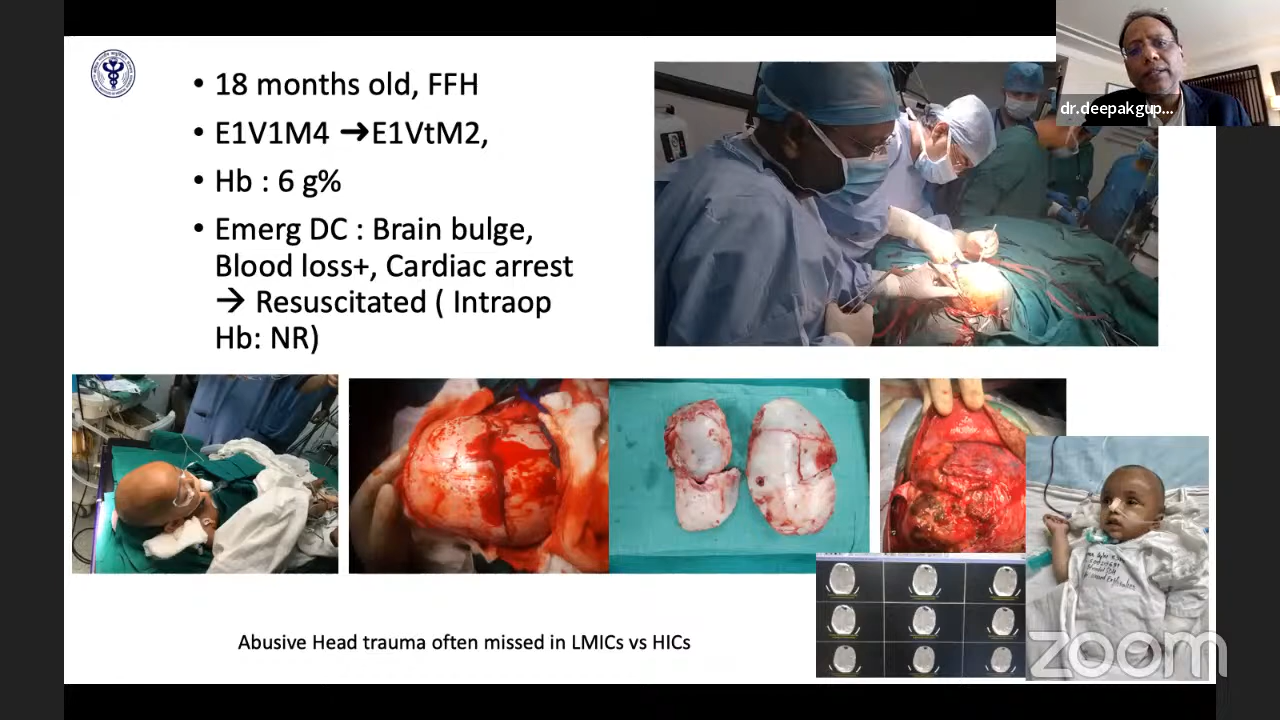 • 18 months old, FFH
• E1V1M4 ➔E1VtM2,
• Hb : 6 g%
• Emerg DC : Brain bulge,
Blood loss+, Cardiac arrest
→ Resuscitated ( Intraop
Hb: NR)
dr.deepakgup...
Abusive Head trauma often missed in LMICs vs HICs
zoom